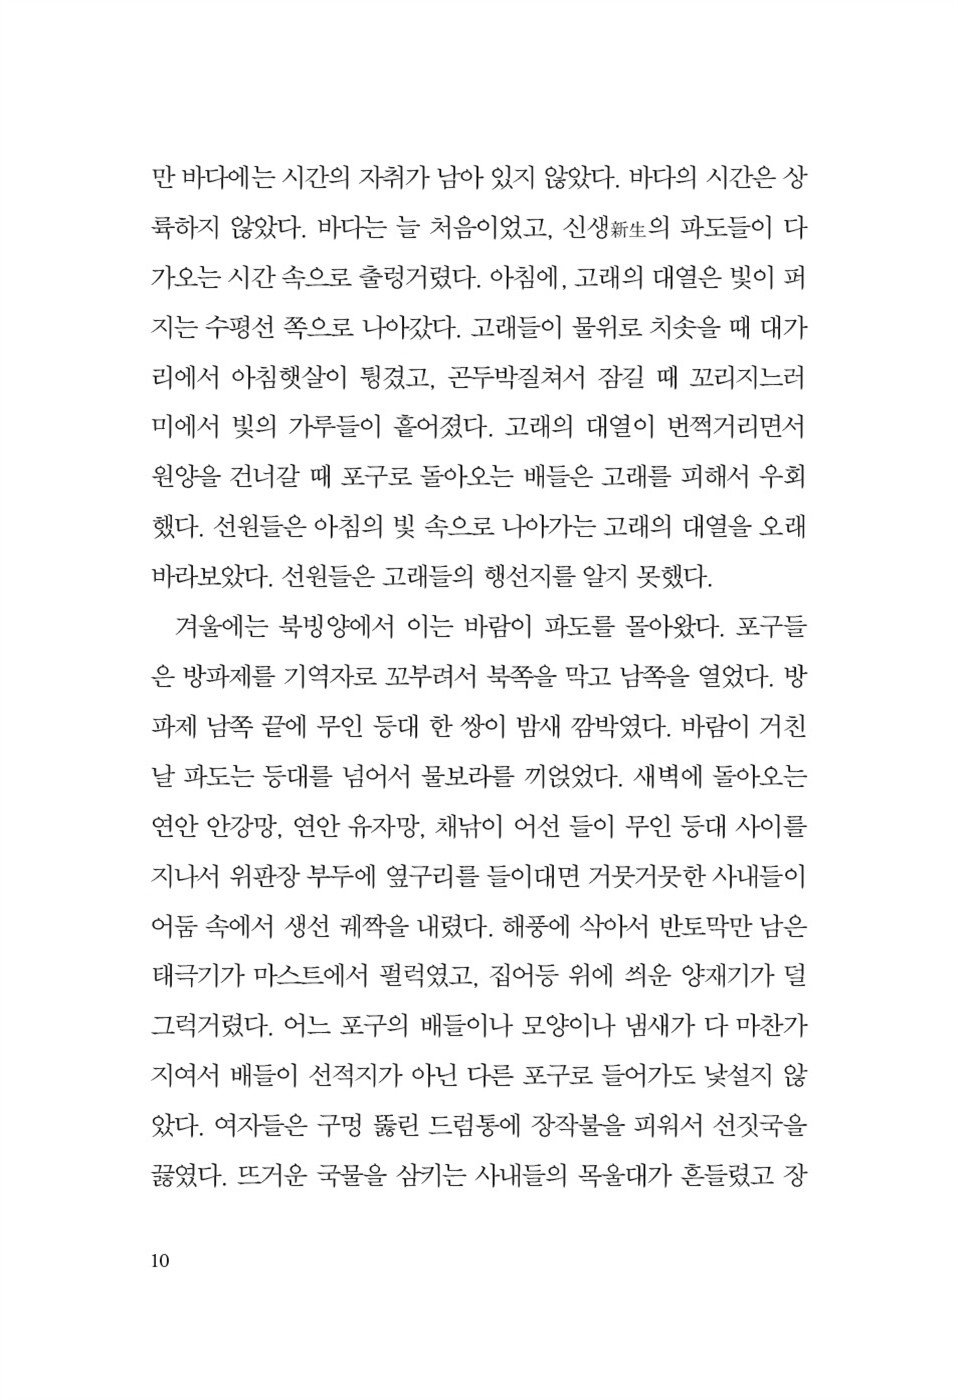 만 바다에는 시간의 자취가 남아 있지 않았다. 바다의 시간은 상
륙하지 않았다. 바다는 늘 처음이었고, 신생新生의 파도들이 다
가오는 시간 속으로 출렁거렸다. 아침에, 고래의 대열은 빛이 퍼
지는 수평선 쪽으로 나아갔다. 고래들이 물위로 치솟을 때 대가
리에서 아침햇살이 튕겼고, 곤두박질쳐서 잠길 때 꼬리지느러
미에서 빛의 가루들이 흩어졌다. 고래의 대열이 번쩍거리면서
원양을 건너갈 때 포구로 돌아오는 배들은 고래를 피해서 우회
했다. 선원들은 아침의 빛 속으로 나아가는 고래의 대열을 오래
바라보았다. 선원들은 고래들의 행선지를 알지 못했다.
겨울에는 북빙양에서 이는 바람이 파도를 몰아왔다. 포구들
은 방파제를 기역자로 꼬부려서 북쪽을 막고 남쪽을 열었다. 방
파제 남쪽 끝에 무인 등대 한 쌍이 밤새 깜박였다. 바람이 거친
날 파도는 등대를 넘어서 물보라를 끼얹었다. 새벽에 돌아오는
연안 안강망, 연안 유자망, 채낚이 어선 들이 무인 등대 사이를
지나서 위판장 부두에 옆구리를 들이대면 거뭇거뭇한 사내들이
어둠 속에서 생선 궤짝을 내렸다. 해풍에 삭아서 반토막만 남은
태극기가 마스트에서 펄럭였고, 집어등 위에 씌운 양재기가 덜
그럭거렸다. 어느 포구의 배들이나 모양이나 냄새가 다 마찬가
지여서 배들이 선적지가 아닌 다른 포구로 들어가도 낯설지 않
았다. 여자들은 구멍 뚫린 드럼통에 장작불을 피워서 선짓국을
끓였다. 뜨거운 국물을 삼키는 사내들의 목울대가 흔들렸고 장
10